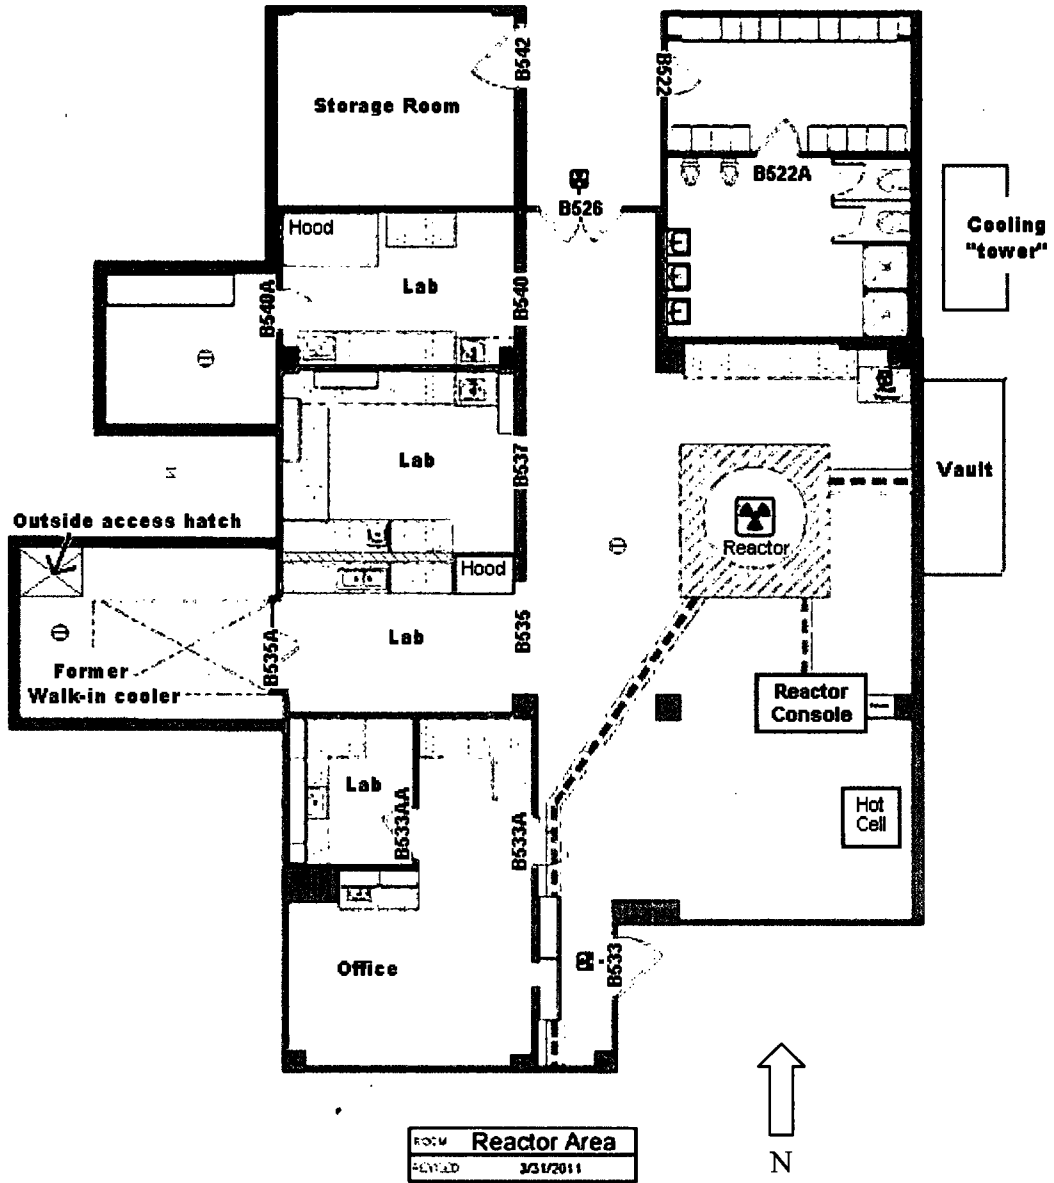 B542
B522
Storage Room
B522A
B526
Hood
Cooling
"tower"
Lab
B540A
B540
Lab
B537
Vault
Outside access hatch
Reactor
Hood
Lab
B535A
B535
Former
Walk-in cooler
Reactor
Console
Lab
B533AA
B533A
Hot
Cell
Office
B533
ROOM Reactor Area
REVISED 3/31/2011
N